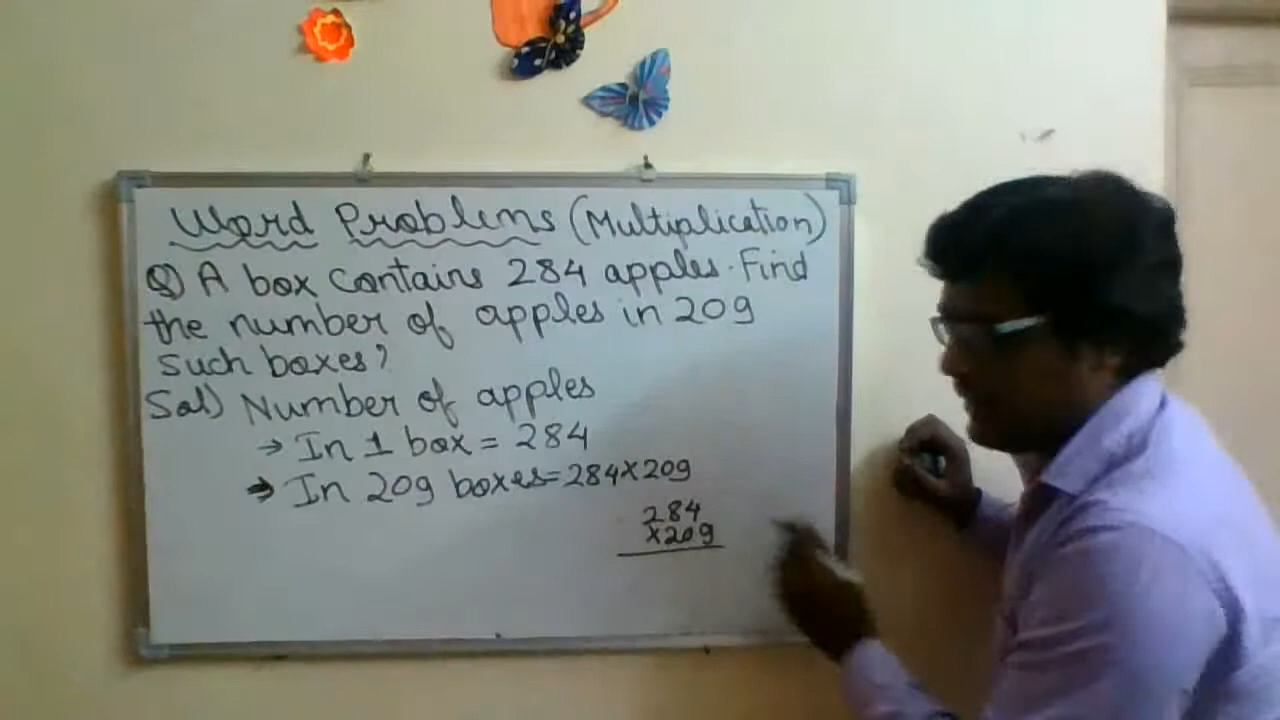 Word Problems (Multiplication)
Q) A box contains 284 apples. Find
the number of apples in 209
such boxes?
Sol) Number of apples
→ In 1 box = 284
→ In 209 boxes=284×209
284
×209